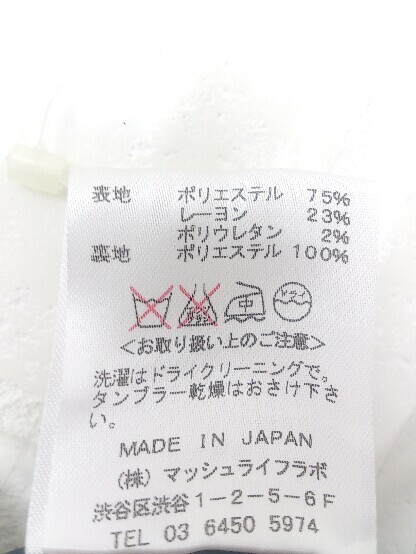 表地 ポリエステル 75%
レーヨン 23%
ポリウレタン 2%
裏地 ポリエステル 100%
中
<お取り扱い上のご注意>
洗濯はドライクリーニングで。
タンブラー乾燥はおさけ下さ
い。
MADE IN JAPAN
(株) マッシュライフラボ
渋谷区渋谷1-2-5-6F
TEL 03 6450 5974